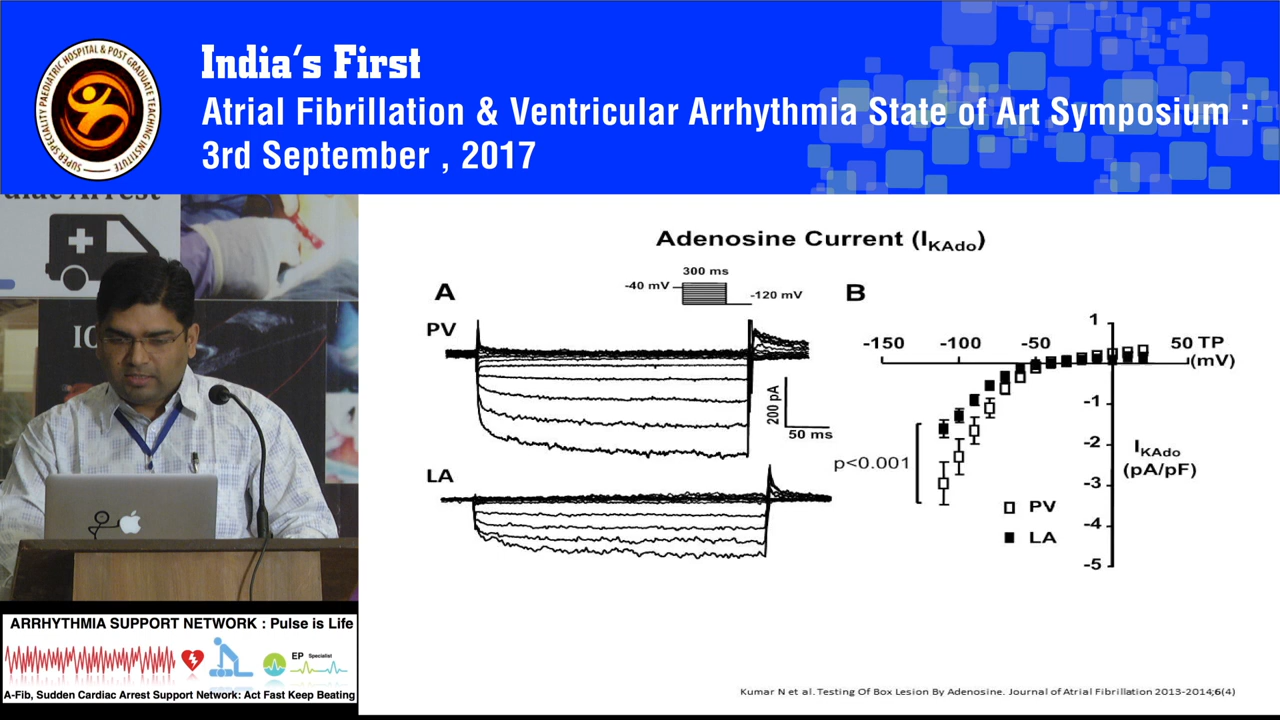 India's First
Atrial Fibrillation & Ventricular Arrhythmia State of Art Symposium :
3rd September , 2017
SUPER SPECIALITY PAEDIATRIC HOSPITAL & POST GRADUATE TEACHING INSTITUTE
Adenosine Current (IKAdo)
A
300 ms
-40 mV
-120 mV
PV
200 pA
50 ms
LA
B
1
-150
-100
-50
50 TP
(mV)
-1
-2
-3
-4
-5
IKAdo
(pA/pF)
p<0.001
PV
LA
Kumar N et al. Testing Of Box Lesion By Adenosine. Journal of Atrial Fibrillation 2013-2014;6(4)
ARRHYTHMIA SUPPORT NETWORK : Pulse is Life
EP Specialist
A-Fib, Sudden Cardiac Arrest Support Network: Act Fast Keep Beating